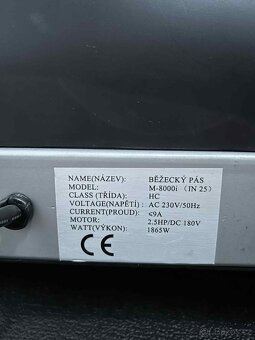 NAME(NÁZEV): BĚŽECKÝ PÁS
MODEL: M-8000i (IN 25)
CLASS (TŘÍDA): HC
VOLTAGE(NAPĚTÍ): AC 230V/50Hz
CURRENT(PROUD): ≤9A
MOTOR: 2.5HP/DC 180V
WATT(VÝKON): 1865W
CE